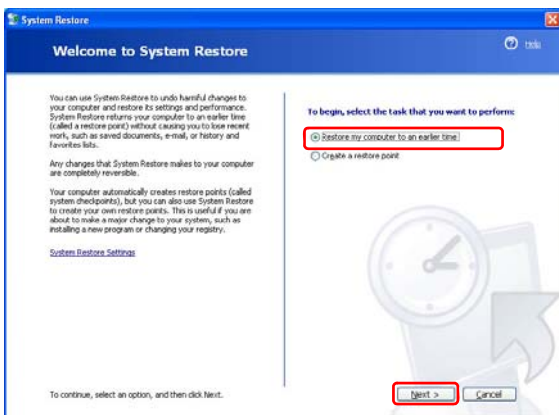 System Restore
Welcome to System Restore
Help
You can use System Restore to undo harmful changes to
your computer and restore its settings and performance.
System Restore returns your computer to an earlier time
(called a restore point) without causing you to lose recent
work, such as saved documents, e-mail, or history and
favorites lists.
Any changes that System Restore makes to your computer
are completely reversible.
Your computer automatically creates restore points (called
system checkpoints), but you can also use System Restore
to create your own restore points. This is useful if you are
about to make a major change to your system, such as
installing a new program or changing your registry.
System Restore Settings
To begin, select the task that you want to perform:
Restore my computer to an earlier time
Create a restore point
To continue, select an option, and then click Next.
Next >
Cancel